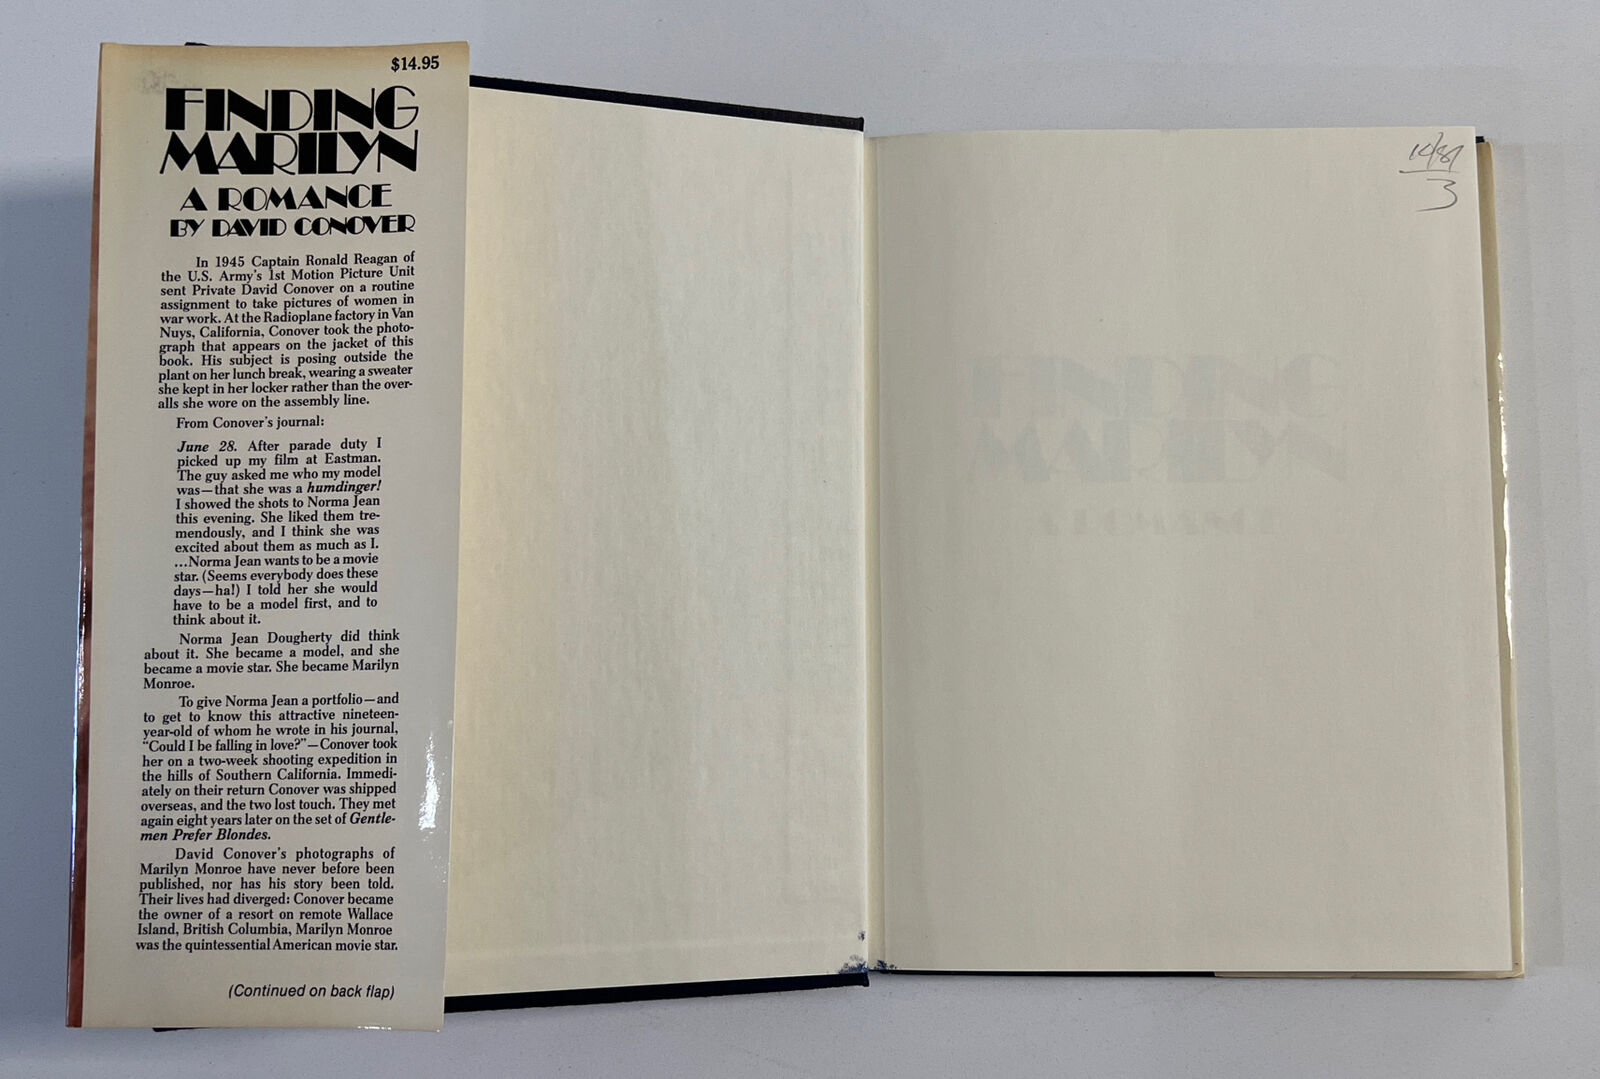 $14.95
FINDING
MARILYN
A ROMANCE
BY DAVID CONOVER
In 1945 Captain Ronald Reagan of
the U.S. Army's 1st Motion Picture Unit
sent Private David Conover on a routine
assignment to take pictures of women in
war work. At the Radioplane factory in Van
Nuys, California, Conover took the photo-
graph that appears on the jacket of this
book. His subject is posing outside the
plant on her lunch break, wearing a sweater
she kept in her locker rather than the over-
alls she wore on the assembly line.
From Conover's journal:
June 28. After parade duty I
picked up my film at Eastman.
The guy asked me who my model
was—that she was a humdinger!
I showed the shots to Norma Jean
this evening. She liked them tre-
mendously, and I think she was
excited about them as much as I.
...Norma Jean wants to be a movie
star. (Seems everybody does these
days—ha!) I told her she would
have to be a model first, and to
think about it.
Norma Jean Dougherty did think
about it. She became a model, and she
became a movie star. She became Marilyn
Monroe.
To give Norma Jean a portfolio—and
to get to know this attractive nineteen-
year-old of whom he wrote in his journal,
"Could I be falling in love?"—Conover took
her on a two-week shooting expedition in
the hills of Southern California. Immedi-
ately on their return Conover was shipped
overseas, and the two lost touch. They met
again eight years later on the set of Gentle-
men Prefer Blondes.
David Conover's photographs of
Marilyn Monroe have never before been
published, nor has his story been told.
Their lives had diverged: Conover became
the owner of a resort on remote Wallace
Island, British Columbia, Marilyn Monroe
was the quintessential American movie star.
(Continued on back flap)
3